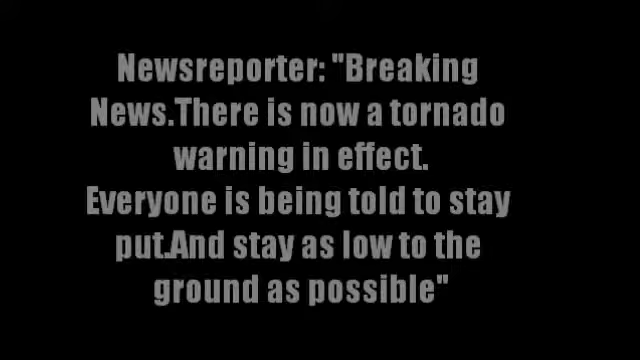 Newsreporter: "Breaking
News.There is now a tornado
warning in effect.
Everyone is being told to stay
put.And stay as low to the
ground as possible"